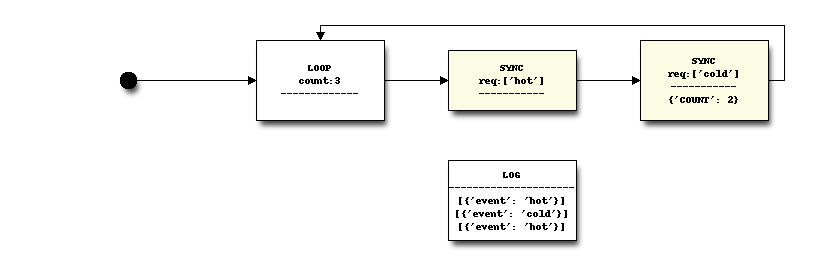 LOOP
count:3
-------------
SYNC
req:['hot']
-----------
SYNC
req:['cold']
-----------
{'COUNT': 2}
LOG
---------------------
[{'event': 'hot'}]
[{'event': 'cold'}]
[{'event': 'hot'}]